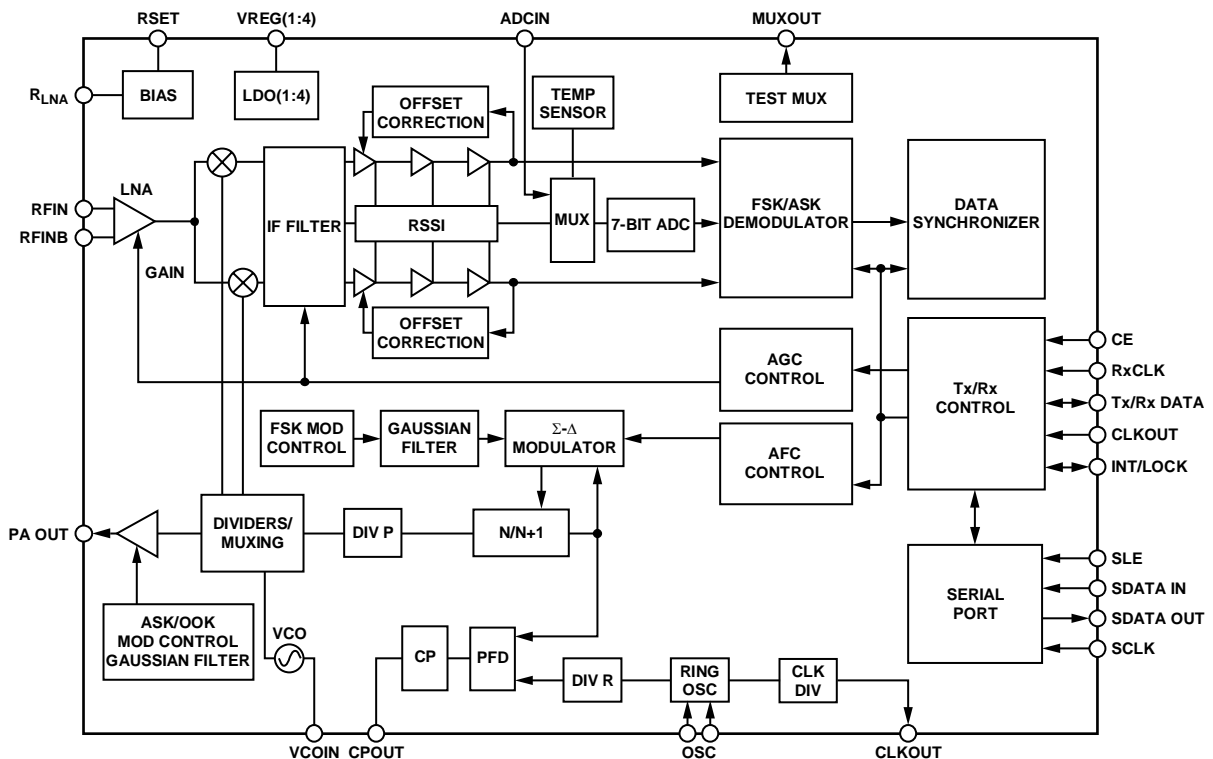 RSET
VREG(1:4)
ADCIN
MUXOUT
RLNA
BIAS
LDO(1:4)
OFFSET
CORRECTION
TEMP
SENSOR
TEST MUX
LNA
RFIN
RFINB
GAIN
IF FILTER
RSSI
MUX
7-BIT ADC
FSK/ASK
DEMODULATOR
DATA
SYNCHRONIZER
OFFSET
CORRECTION
AGC
CONTROL
Tx/Rx
CONTROL
CE
RxCLK
Tx/Rx DATA
CLKOUT
INT/LOCK
FSK MOD
CONTROL
GAUSSIAN
FILTER
Σ-Δ
MODULATOR
AFC
CONTROL
PA OUT
DIVIDERS/
MUXING
DIV P
N/N+1
SERIAL
PORT
SLE
SDATA IN
SDATA OUT
SCLK
ASK/OOK
MOD CONTROL
GAUSSIAN FILTER
VCO
CP
PFD
DIV R
RING
OSC
CLK
DIV
VCOIN
CPOUT
OSC
CLKOUT